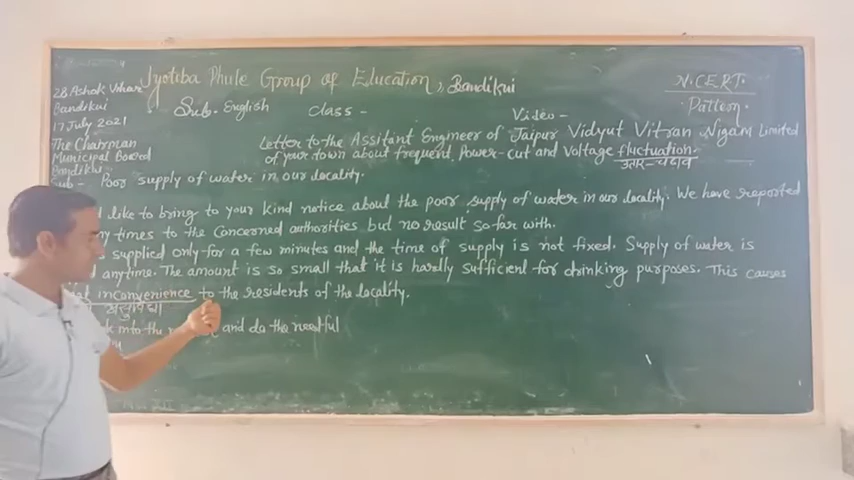 Jyotiba Phule Group of Education, Bandikui
N.C.E.R.T.
Pattern
Sub. English Class - Video -
28 Ashok Vihar
Bandikui
17 July 2021
The Chairman
Municipal Board
Bandikui
Letter to the Assitant Engineer of Jaipur Vidyut Vitran Nigam Limited
of your town about frequent Power-cut and Voltage fluctuation.
उतार-चढ़ाव
Sub - Poor supply of water in our locality.
like to bring to your kind notice about the poor supply of water in our locality. We have reported
times to the concerned authorities but no result so far with.
supplied only for a few minutes and the time of supply is not fixed. Supply of water is
anytime. The amount is so small that it is hardly sufficient for drinking purposes. This causes
inconvenience to the residents of the locality.
असुविधा
into the and do the needful